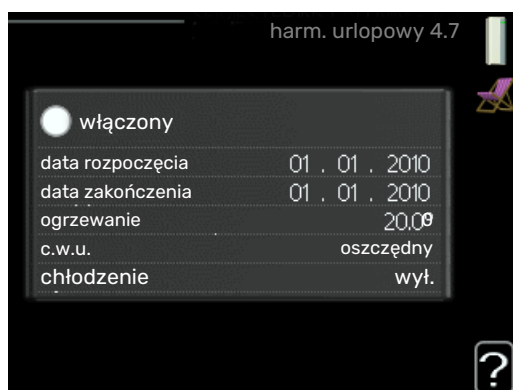 harm. urlopowy 4.7
włączony
data rozpoczęcia 01 . 01 . 2010
data zakończenia 01 . 01 . 2010
ogrzewanie 20.0°
c.w.u. oszczędny
chłodzenie wył.
?